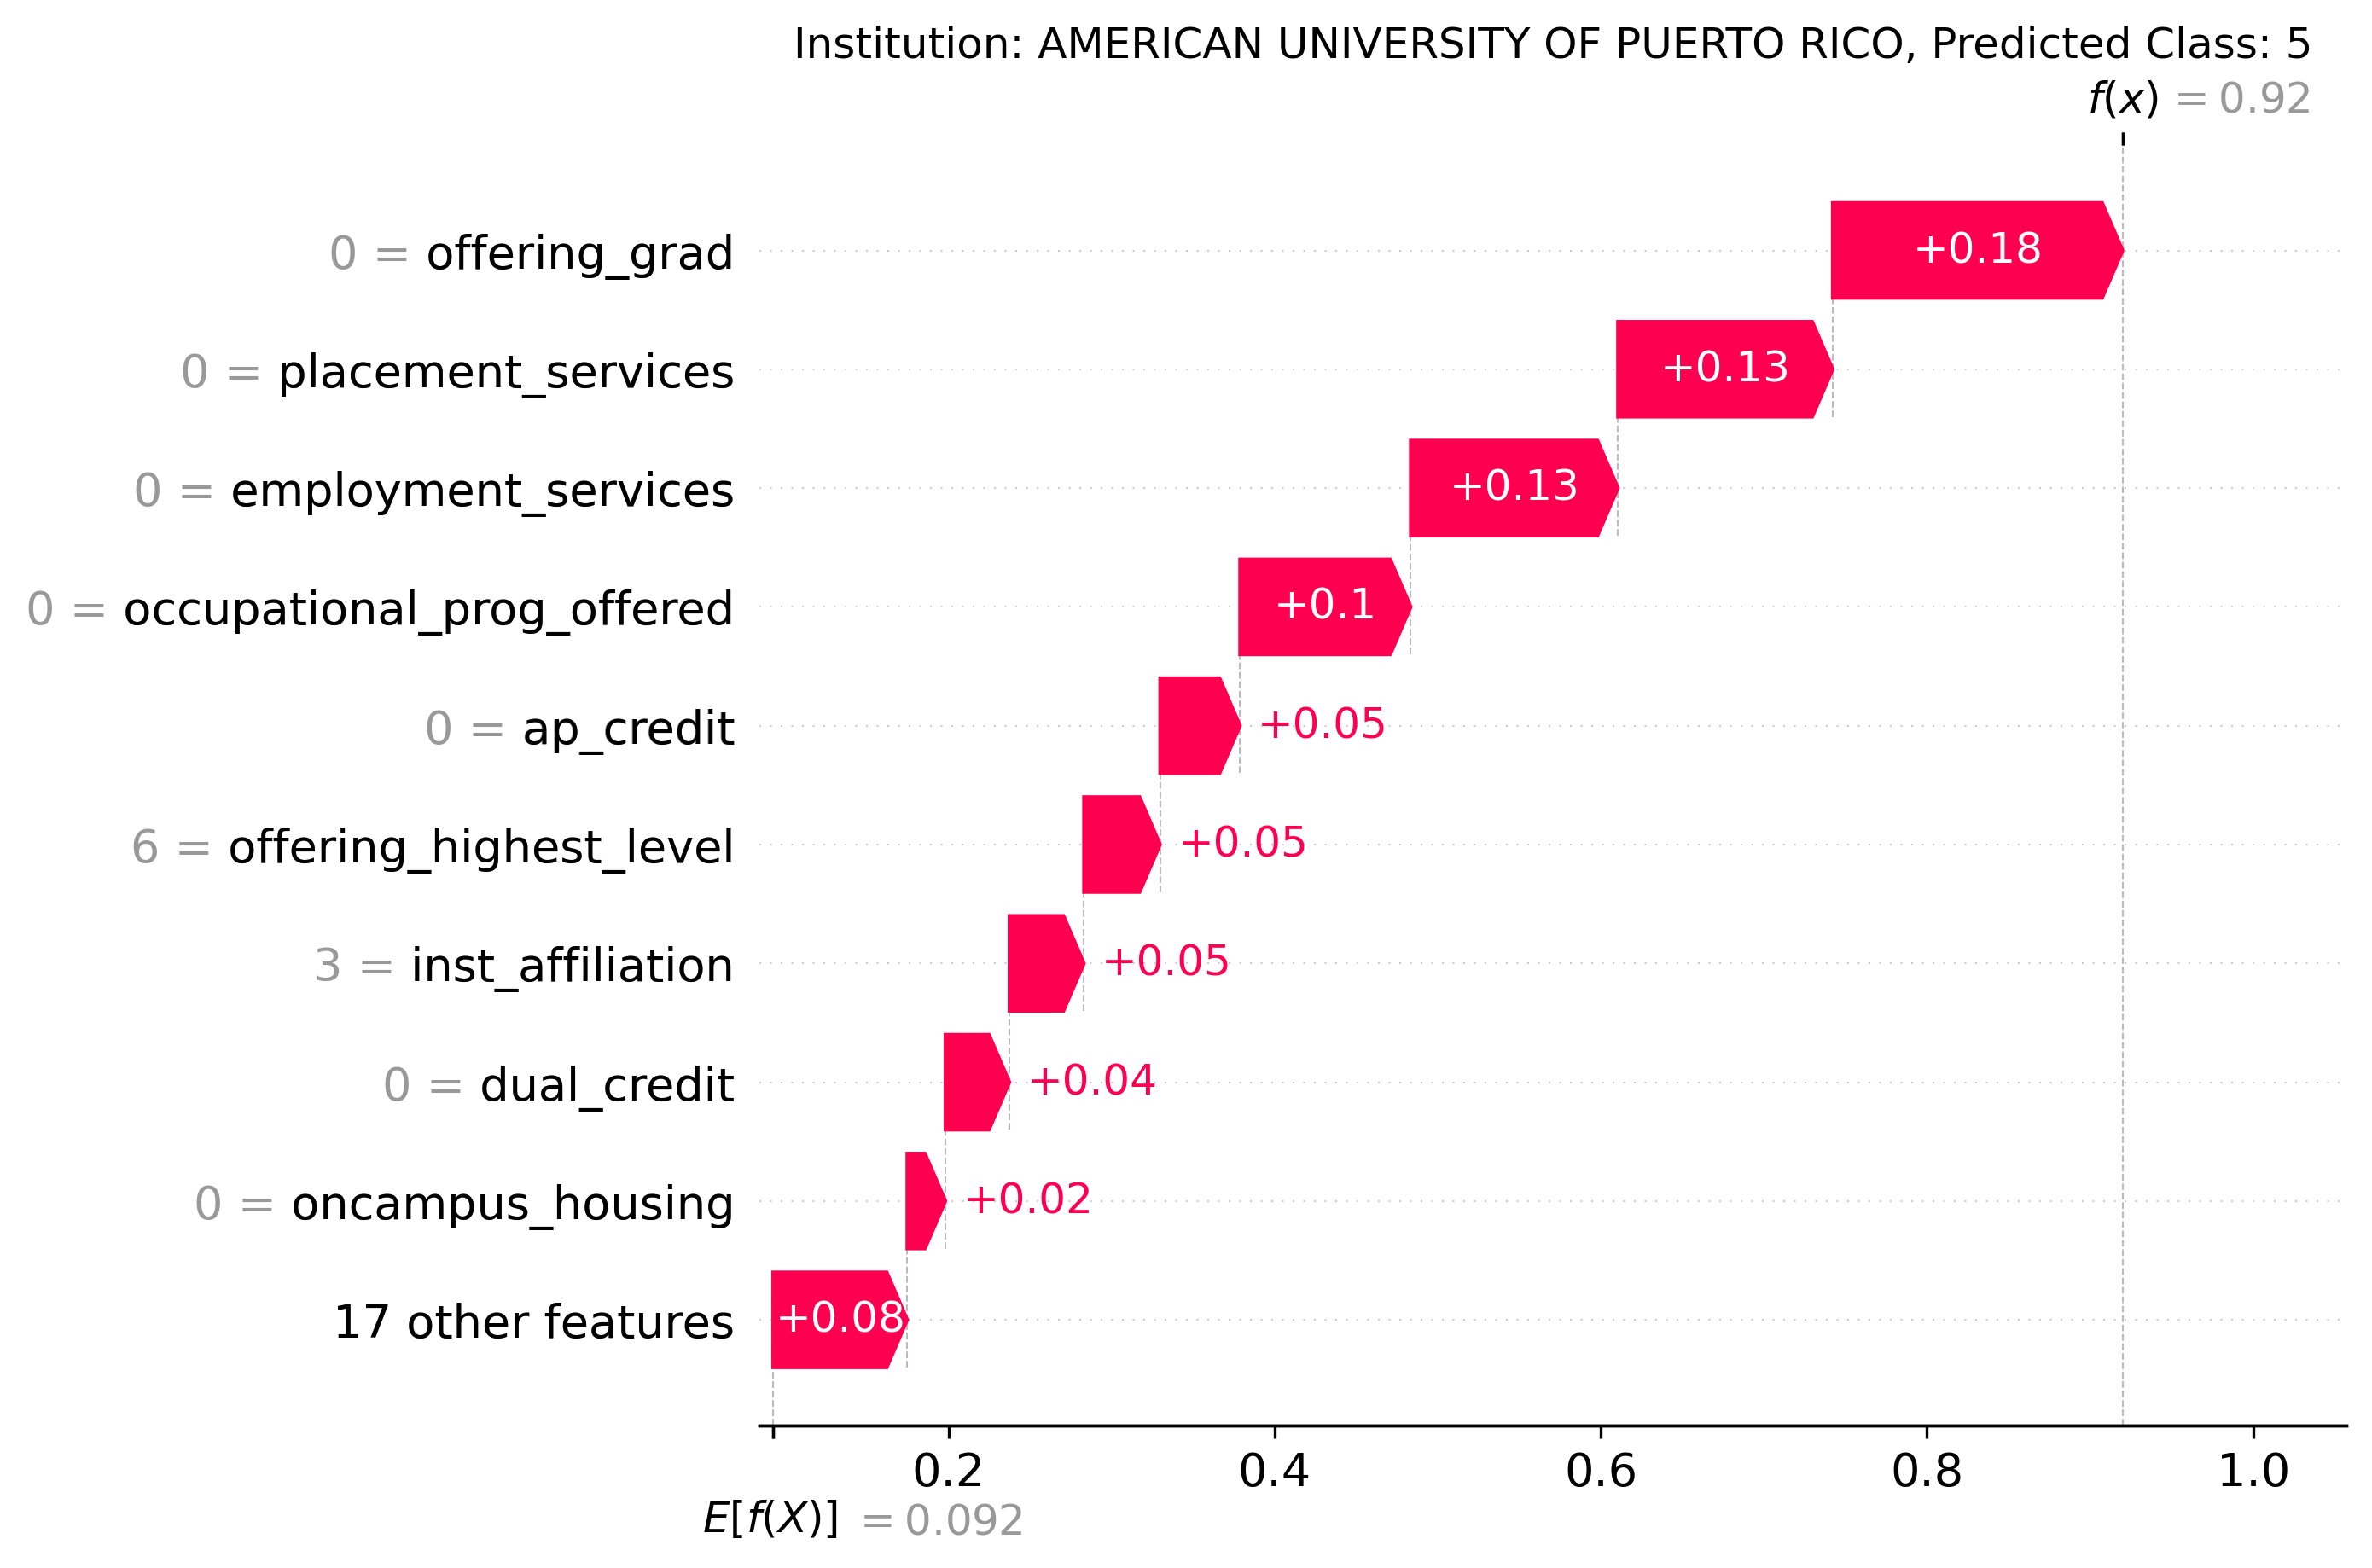 Institution: AMERICAN UNIVERSITY OF PUERTO RICO, Predicted Class: 5
f(x) = 0.92
0 = offering_grad +0.18
0 = placement_services +0.13
0 = employment_services +0.13
0 = occupational_prog_offered +0.1
0 = ap_credit +0.05
6 = offering_highest_level +0.05
3 = inst_affiliation +0.05
0 = dual_credit +0.04
0 = oncampus_housing +0.02
17 other features +0.08
0.2 0.4 0.6 0.8 1.0
E[f(X)] = 0.092